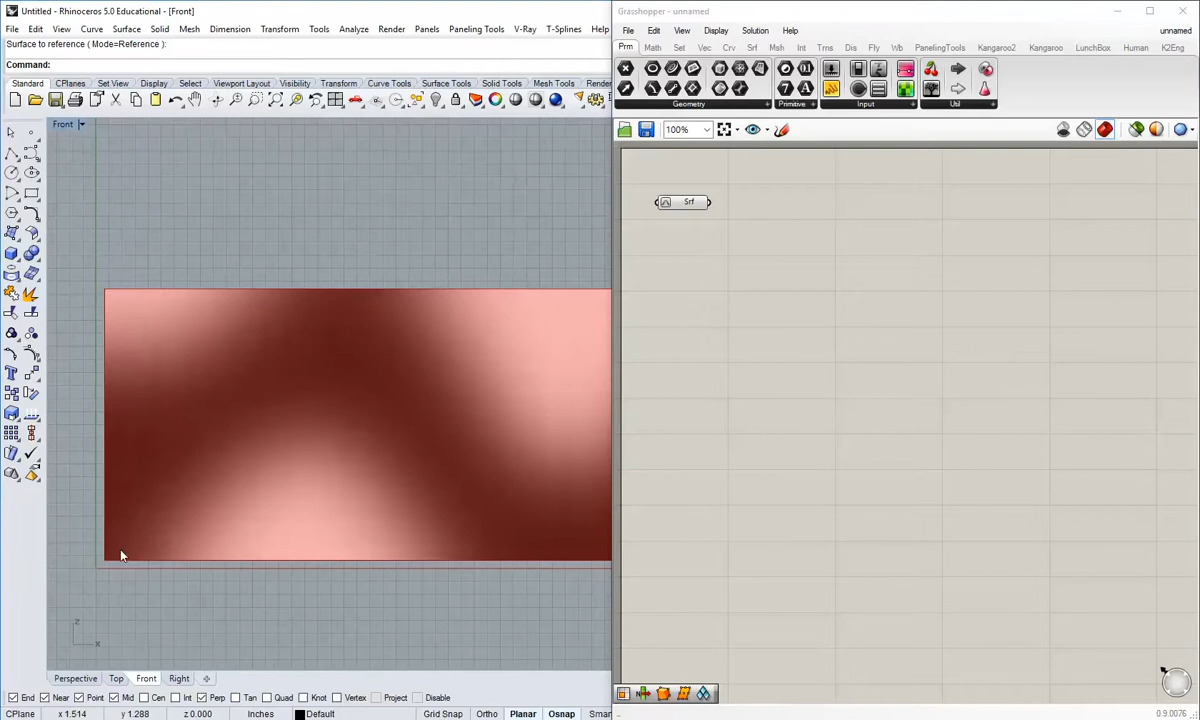 Untitled - Rhinoceros 5.0 Educational - [Front]
File Edit View Curve Surface Solid Mesh Dimension Transform Tools Analyze Render Panels Paneling Tools V-Ray T-Splines Help
Surface to reference ( Mode=Reference ):
Command:
Standard CPlanes Set View Display Select Viewport Layout Visibility Transform Curve Tools Surface Tools Solid Tools Mesh Tools Render
Front
z
x
Perspective Top Front Right
End Near Point Mid Cen Int Perp Tan Quad Knot Vertex Project Disable
CPlane x 1.514 y 1.288 z 0.000 Inches Default Grid Snap Ortho Planar Osnap Smar
Grasshopper - unnamed
File Edit View Display Solution Help unnamed
Prm Math Set Vec Crv Srf Msh Int Trns Dis Fly Wb PanelingTools Kangaroo2 Kangaroo LunchBox Human K2Eng
Geometry Primitive Input Util
100%
Srf
0.9.0076